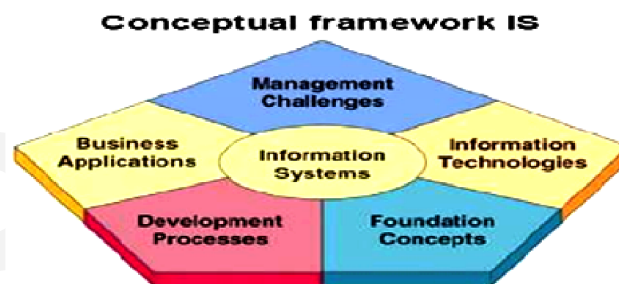 Conceptual framework IS
Management
Challenges
Business
Applications
Information
Systems
Information
Technologies
Development
Processes
Foundation
Concepts